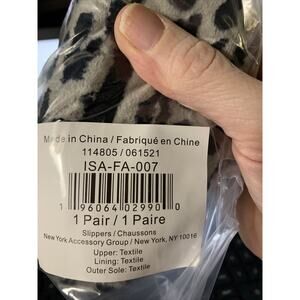 Made in China / Fabriqué en Chine
114805 / 061521
ISA-FA-007
1 96064 02990 0
1 Pair / 1 Paire
Slippers / Chaussons
New York Accessory Group / New York, NY 10016
Upper: Textile
Lining: Textile
Outer Sole: Textile